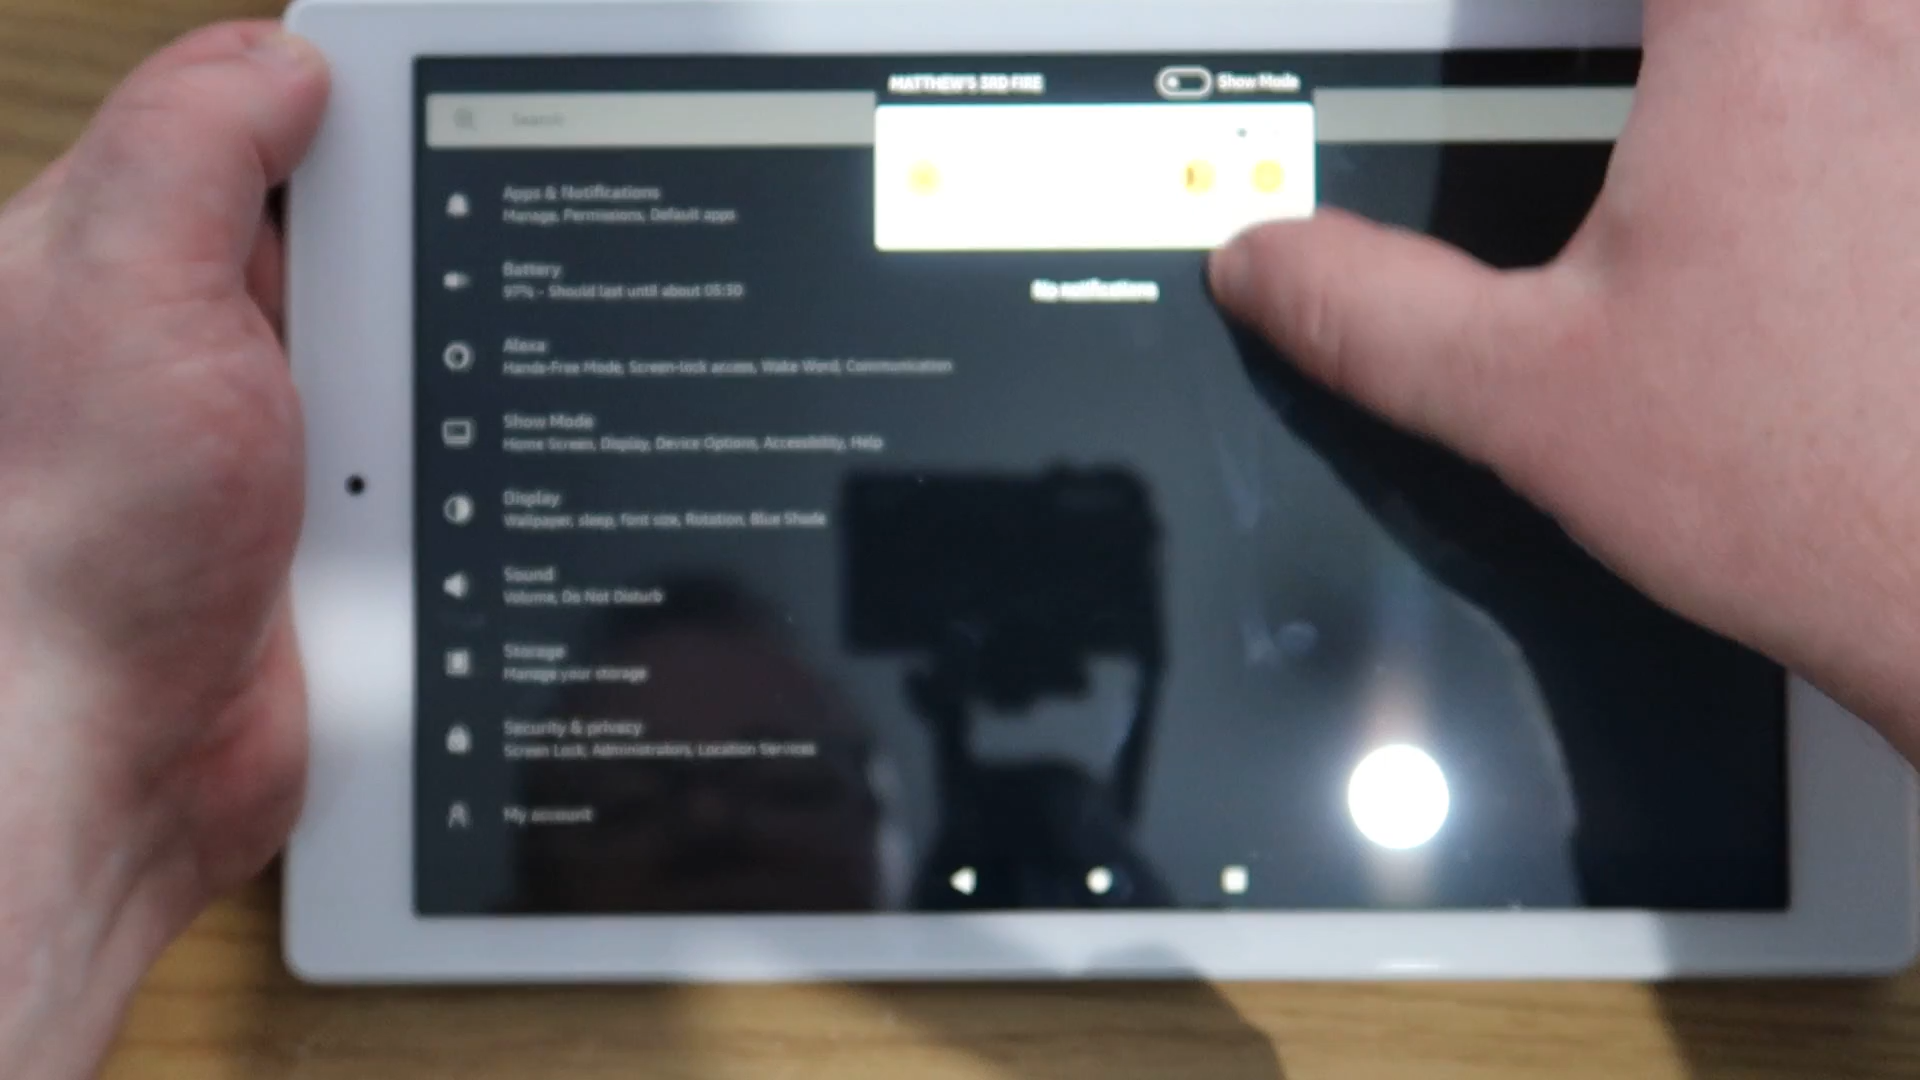 MATTHEW'S 3RD FIRE
Show Mode
Search
Apps & Notifications
Manage, Permissions, Default apps
Battery
97% - Should last until about 05:30
No notifications
Alexa
Hands-Free Mode, Screen-lock access, Wake Word, Communication
Show Mode
Home Screen, Display, Device Options, Accessibility, Help
Display
Wallpaper, sleep, font size, Rotation, Blue Shade
Sound
Volume, Do Not Disturb
Storage
Manage your storage
Security & privacy
Screen Lock, Administrators, Location Services
My account